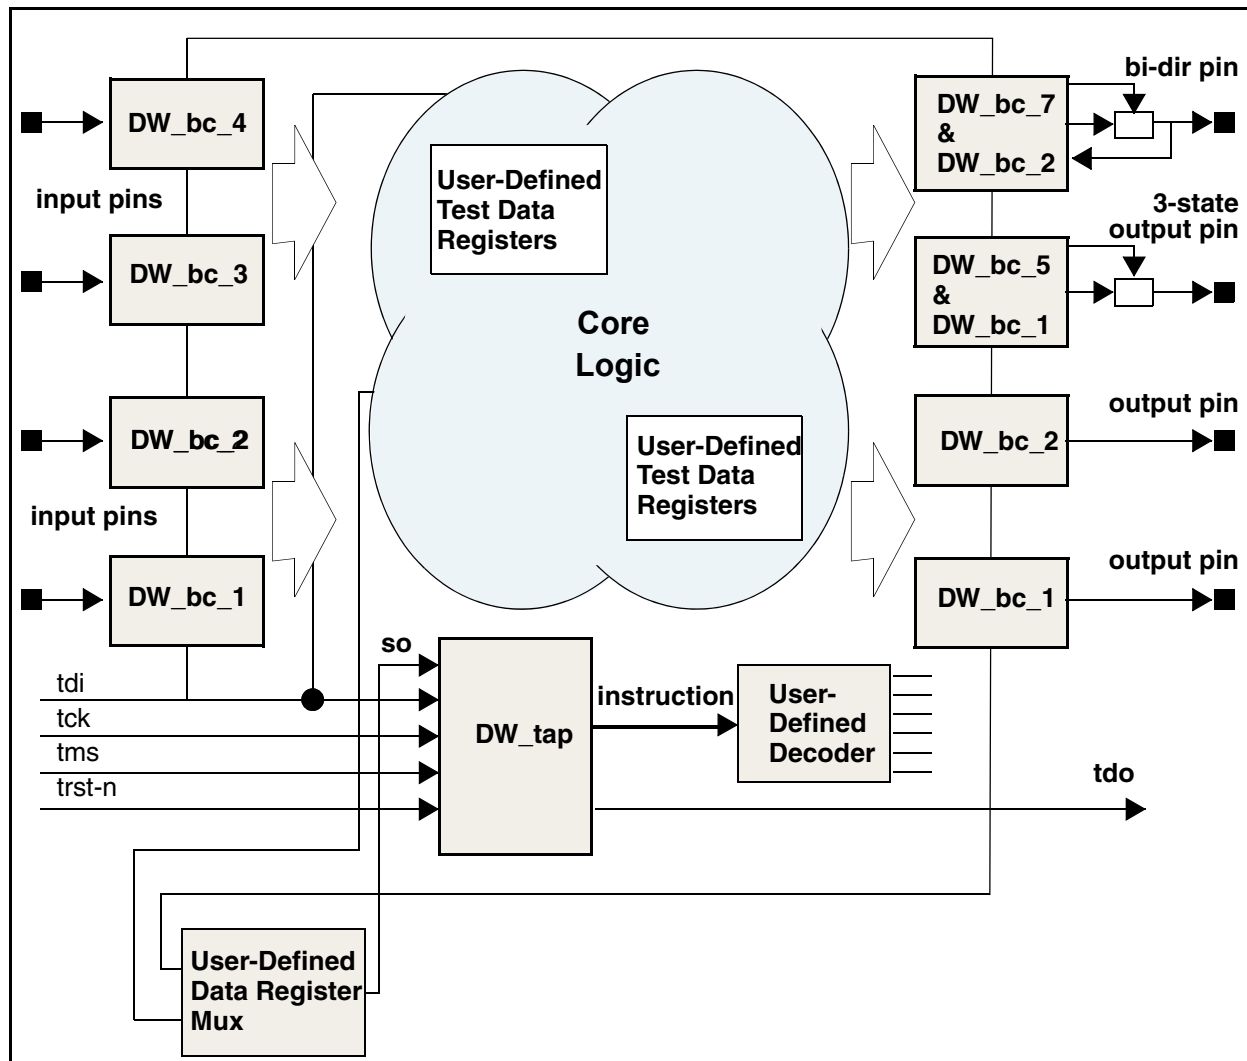 DW_bc_4
input pins
DW_bc_3
DW_bc_2
input pins
DW_bc_1
User-Defined
Test Data
Registers
Core
Logic
User-Defined
Test Data
Registers
bi-dir pin
DW_bc_7
&
DW_bc_2
3-state
output pin
DW_bc_5
&
DW_bc_1
output pin
DW_bc_2
output pin
DW_bc_1
so
tdi
tck
tms
trst-n
DW_tap
instruction
User-
Defined
Decoder
tdo
User-Defined
Data Register
Mux